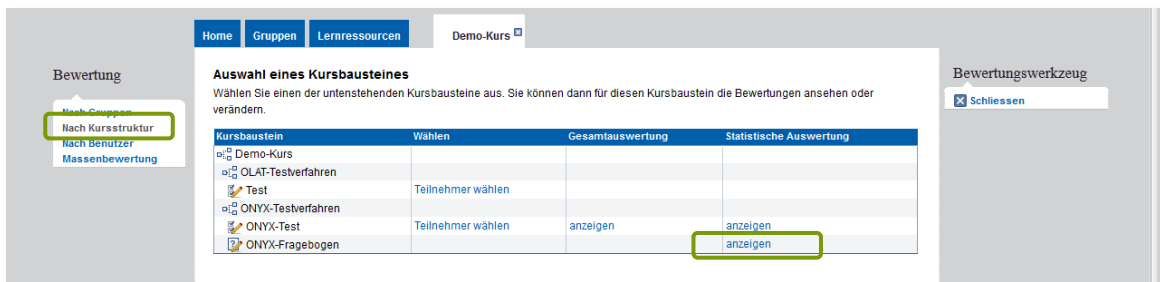 Home Gruppen Lernressourcen Demo-Kurs
Bewertung
Nach Gruppen
Nach Kursstruktur
Nach Benutzer
Massenbewertung
Auswahl eines Kursbausteines
Wählen Sie einen der untenstehenden Kursbausteine aus. Sie können dann für diesen Kursbaustein die Bewertungen ansehen oder
verändern.
Kursbaustein Wählen Gesamtauswertung Statistische Auswertung
Demo-Kurs
OLAT-Testverfahren
Test Teilnehmer wählen
ONYX-Testverfahren
ONYX-Test Teilnehmer wählen anzeigen anzeigen
ONYX-Fragebogen anzeigen
Bewertungswerkzeug
Schliessen